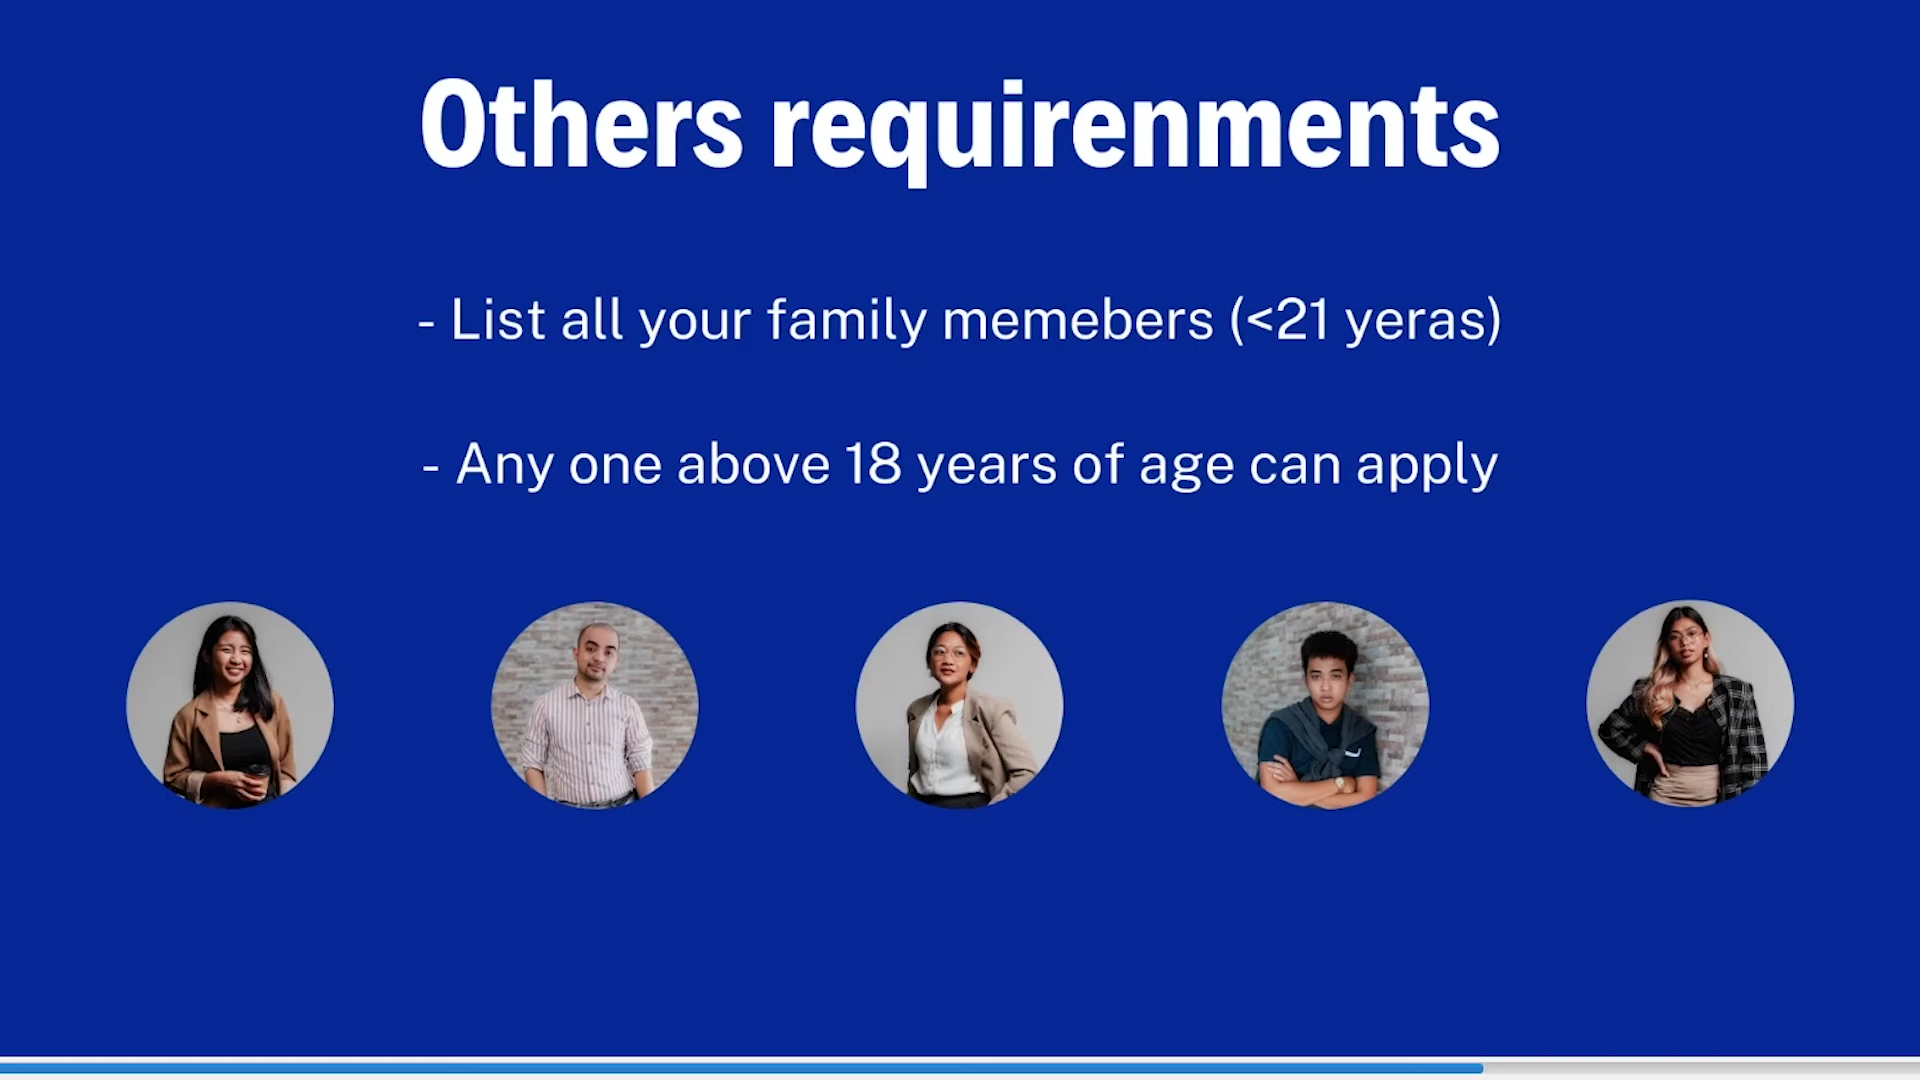 Others requirenments
- List all your family memebers (<21 yeras)
- Any one above 18 years of age can apply